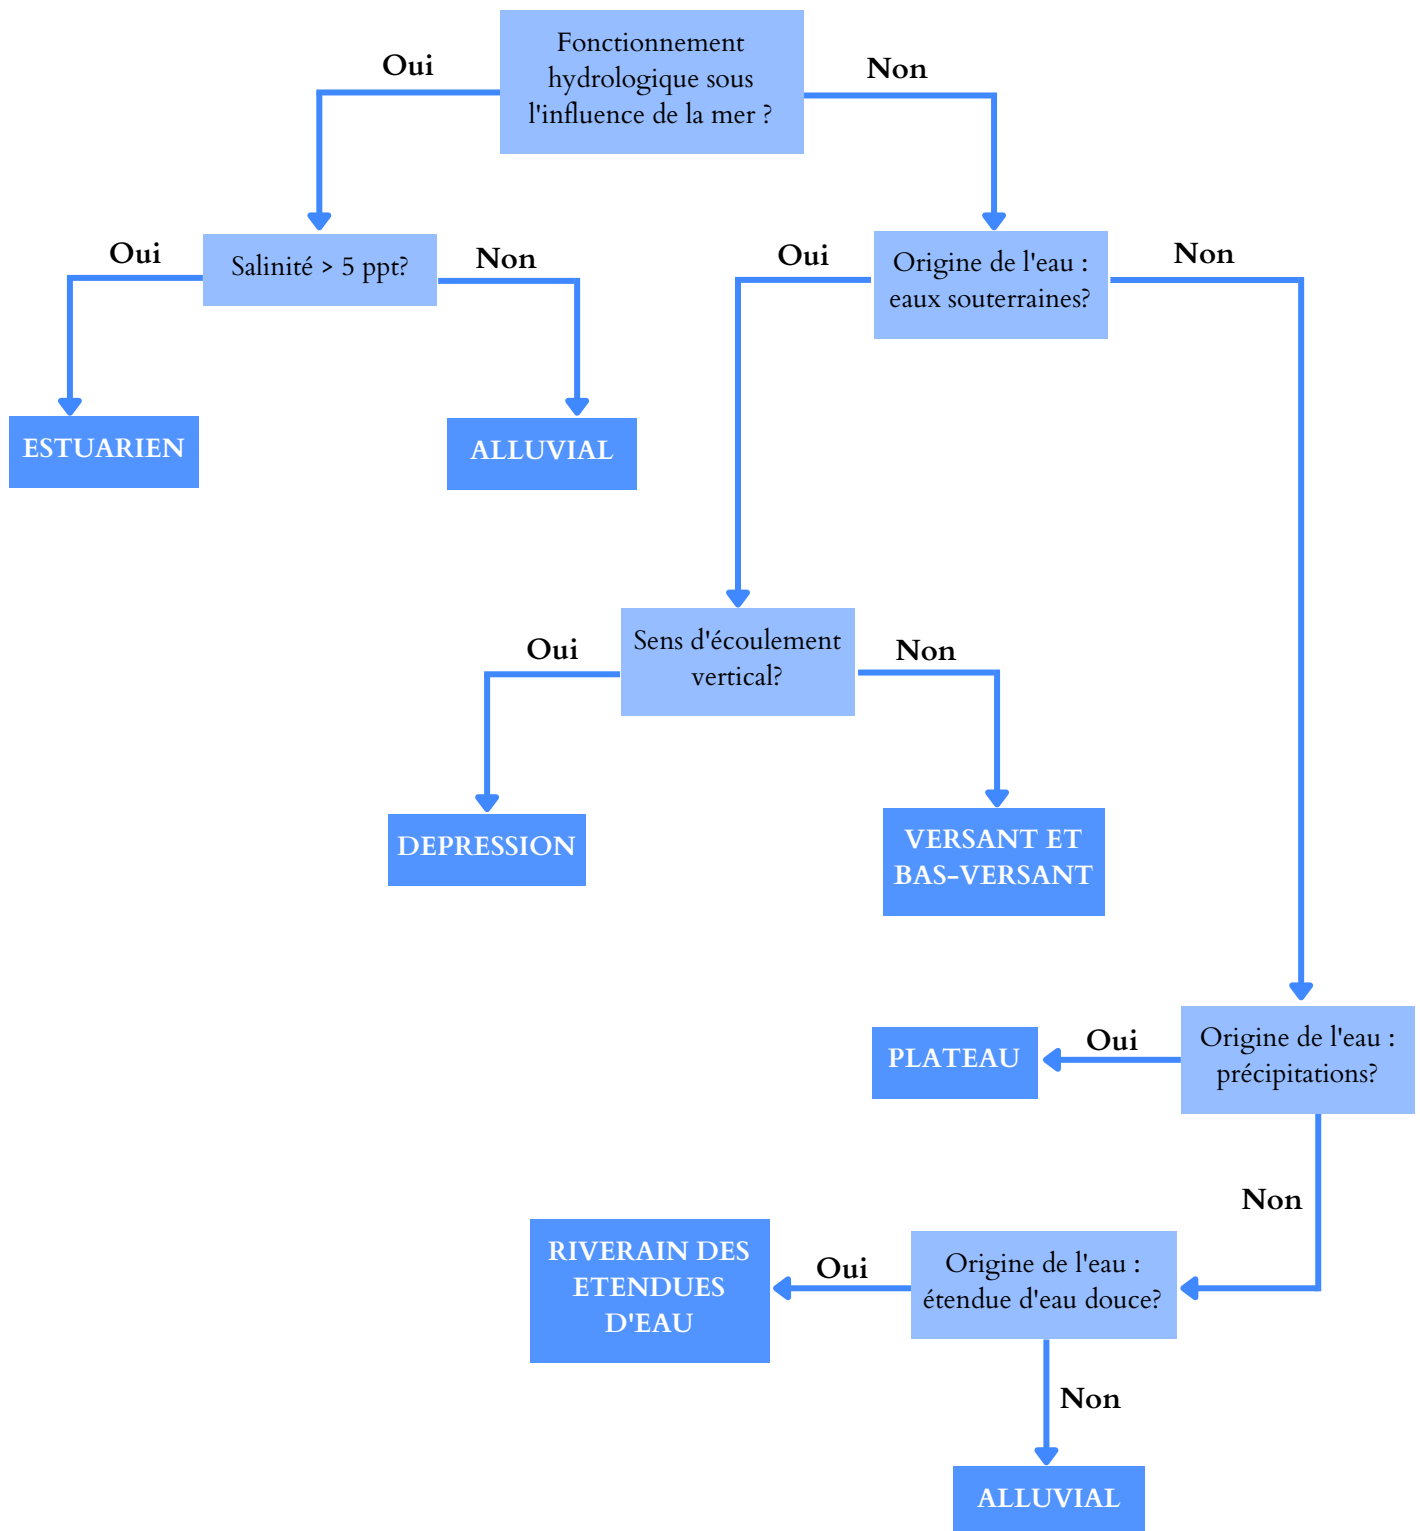 Fonctionnement
hydrologique sous
l'influence de la mer ?
Oui
Non
Salinité > 5 ppt?
Oui
Non
ESTUARIEN
ALLUVIAL
Origine de l'eau :
eaux souterraines?
Oui
Non
Sens d'écoulement
vertical?
Oui
Non
DEPRESSION
VERSANT ET
BAS-VERSANT
Origine de l'eau :
précipitations?
Oui
PLATEAU
Non
Origine de l'eau :
étendue d'eau douce?
Oui
RIVERAIN DES
ETENDUES
D'EAU
Non
ALLUVIAL